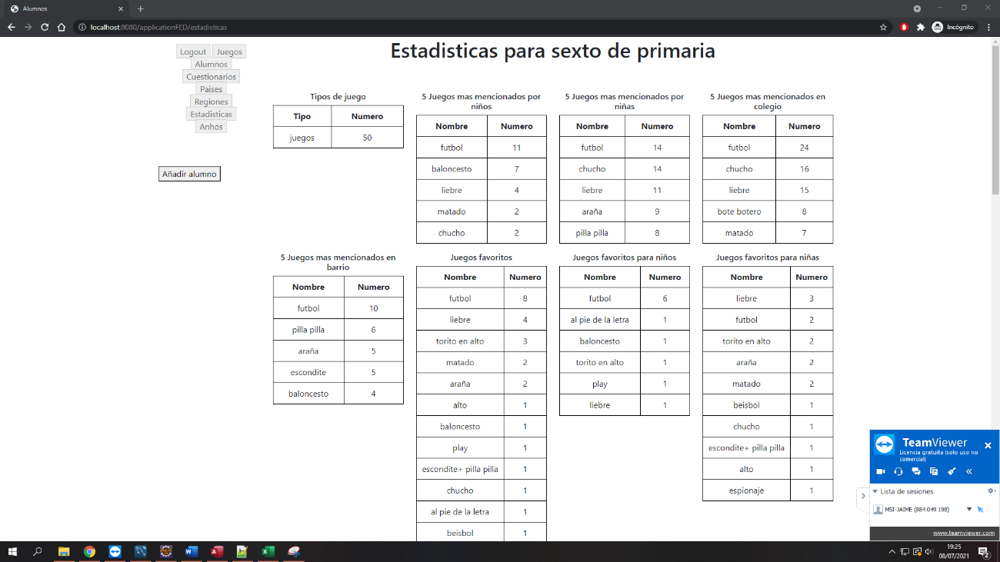 Alumnos
localhost:8080/applicationFED/estadisticas
Incógnito
Logout Juegos
Alumnos
Cuestionarios
Paises
Regiones
Estadisticas
Anhos
Añadir alumno
Estadisticas para sexto de primaria
Tipos de juego
Tipo Numero
juegos 50
5 Juegos mas mencionados por
niños
Nombre Numero
futbol 11
baloncesto 7
liebre 4
matado 2
chucho 2
5 Juegos mas mencionados por
niñas
Nombre Numero
futbol 14
chucho 14
liebre 11
araña 9
pilla pilla 8
5 Juegos mas mencionados en
colegio
Nombre Numero
futbol 24
chucho 16
liebre 15
bote botero 8
matado 7
5 Juegos mas mencionados en
barrio
Nombre Numero
futbol 10
pilla pilla 6
araña 5
escondite 5
baloncesto 4
Juegos favoritos
Nombre Numero
futbol 8
liebre 4
torito en alto 3
matado 2
araña 2
alto 1
baloncesto 1
play 1
escondite+ pilla pilla 1
chucho 1
al pie de la letra 1
beisbol 1
Juegos favoritos para niños
Nombre Numero
futbol 6
al pie de la letra 1
baloncesto 1
torito en alto 1
play 1
liebre 1
Juegos favoritos para niñas
Nombre Numero
liebre 3
futbol 2
torito en alto 2
araña 2
matado 2
beisbol 1
chucho 1
escondite+ pilla pilla 1
alto 1
espionaje 1
TeamViewer
Licencia gratuita (solo uso no
comercial)
Lista de sesiones
MSI-JAIME (884 049 198)
www.teamviewer.com
19:25
08/07/2021
2